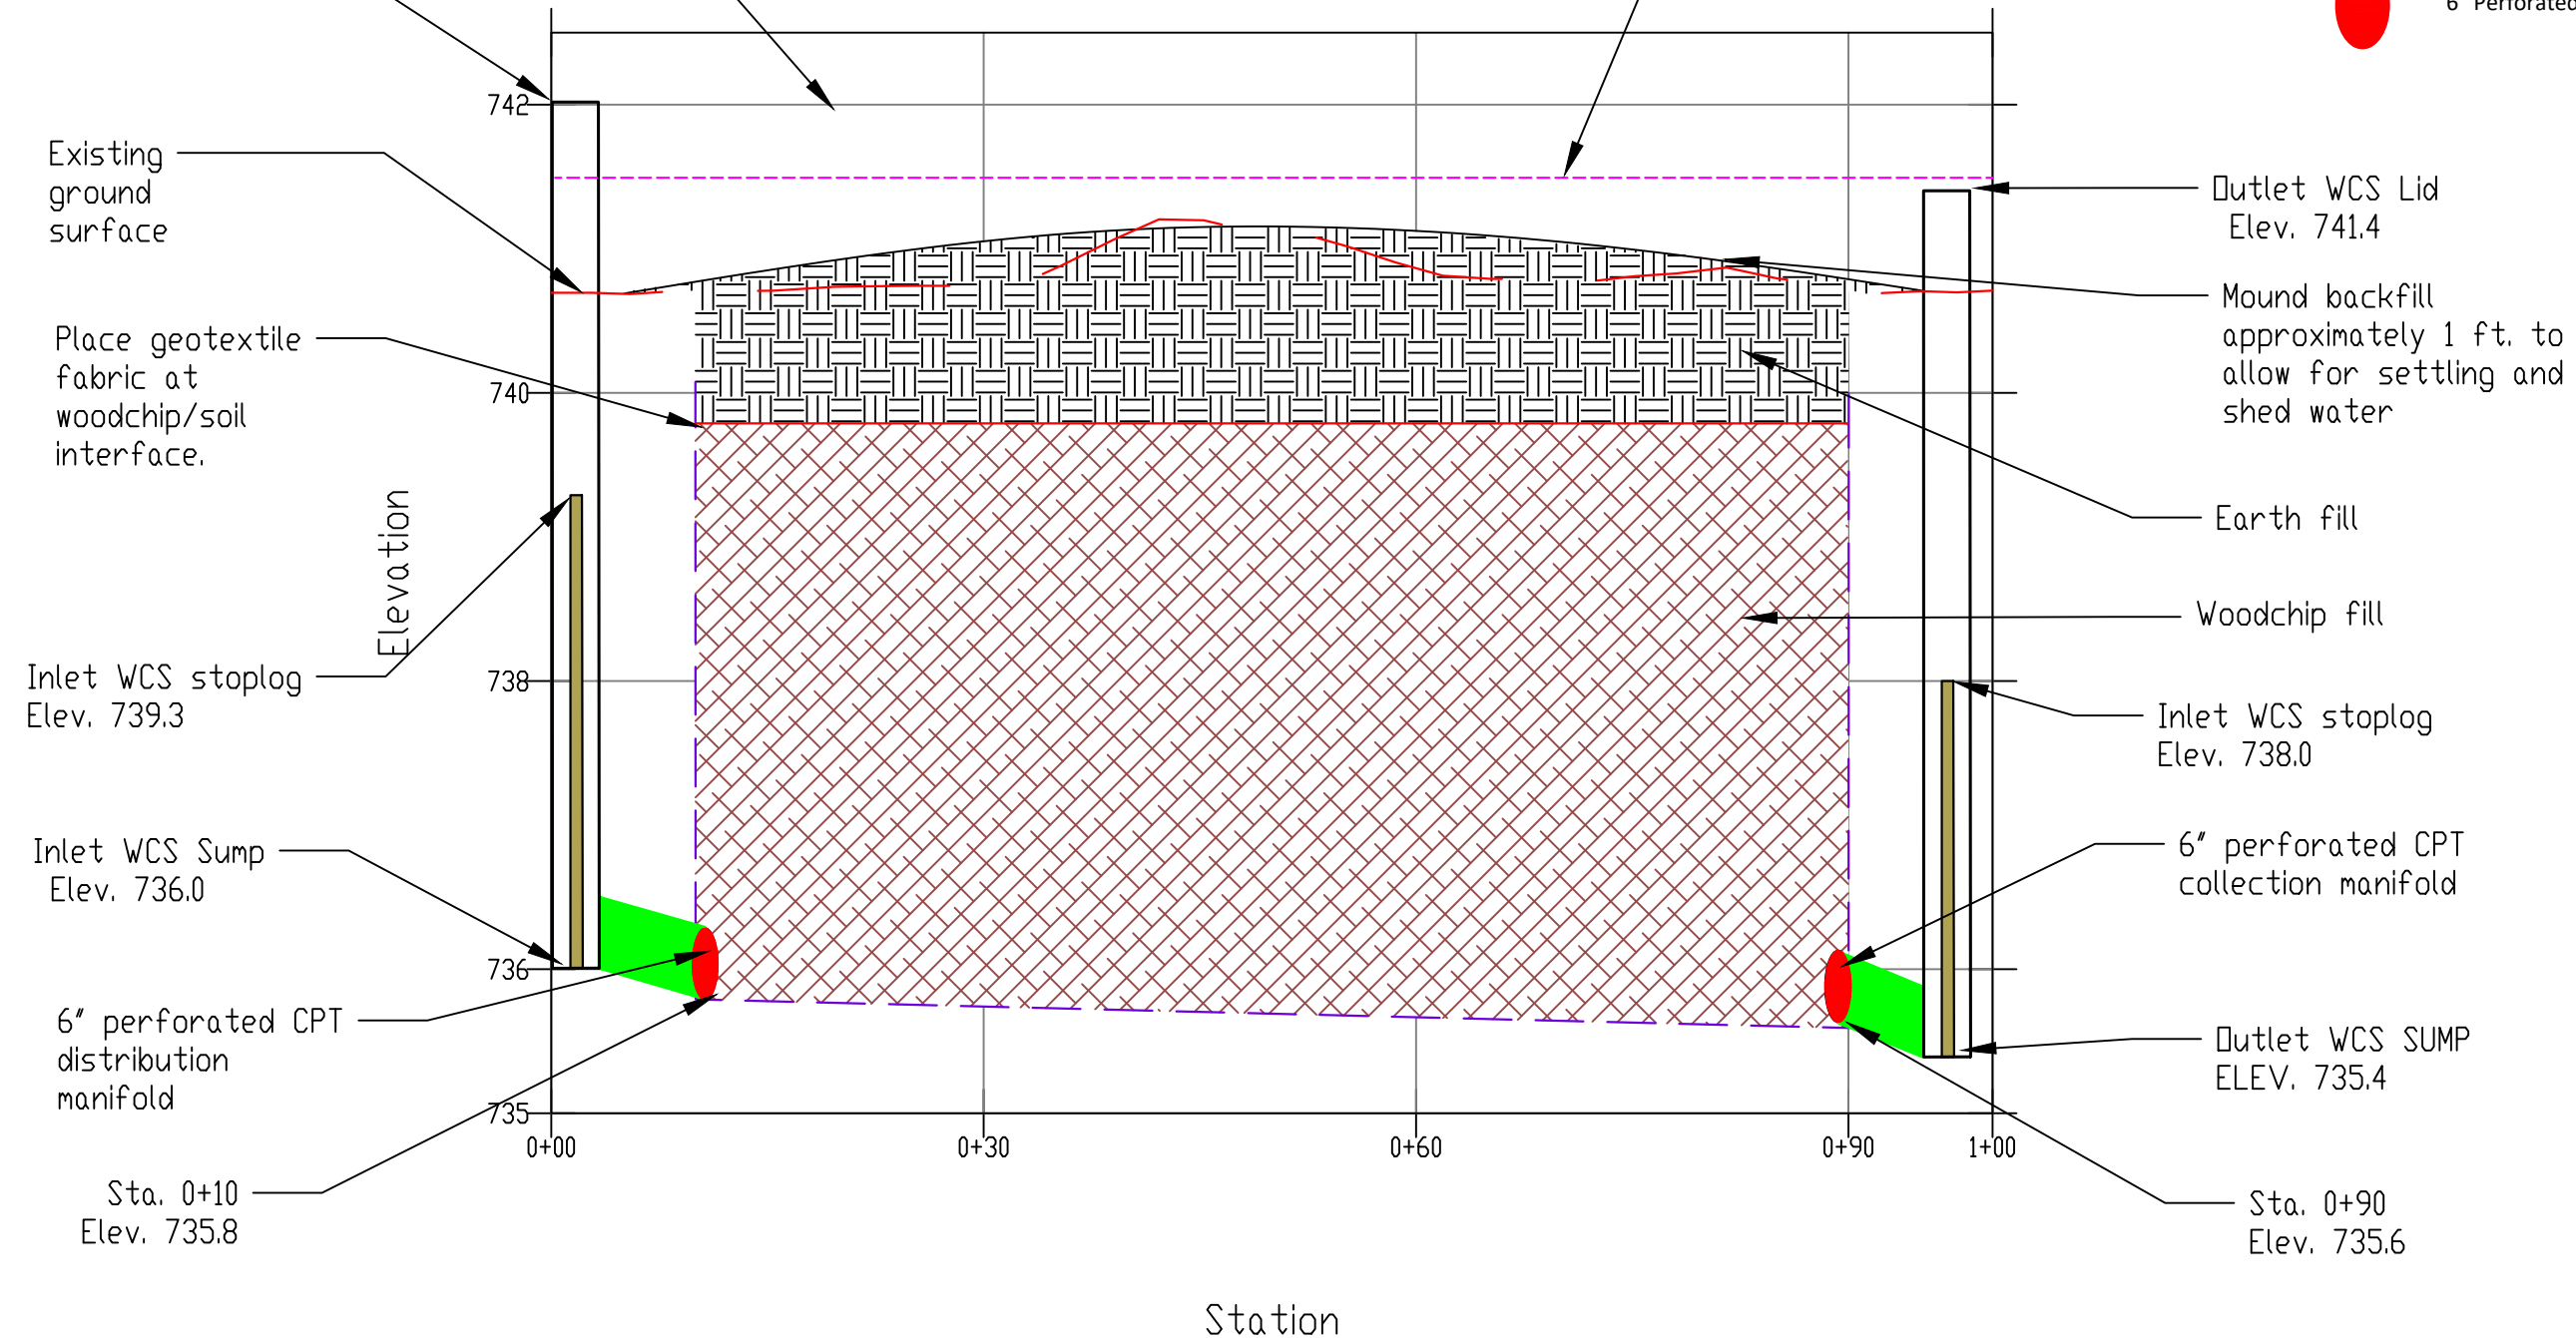 6" Perforated
742
Existing
ground
surface
Outlet WCS Lid
Elev. 741.4
Mound backfill
approximately 1 ft. to
allow for settling and
shed water
Place geotextile
fabric at
woodchip/soil
interface.
740
Earth fill
Elevation
Woodchip fill
Inlet WCS stoplog
Elev. 739.3
738
Inlet WCS stoplog
Elev. 738.0
Inlet WCS Sump
Elev. 736.0
6" perforated CPT
collection manifold
736
6" perforated CPT
distribution
manifold
Outlet WCS SUMP
ELEV. 735.4
735
0+00
0+30
0+60
0+90
1+00
Sta. 0+10
Elev. 735.8
Sta. 0+90
Elev. 735.6
Station